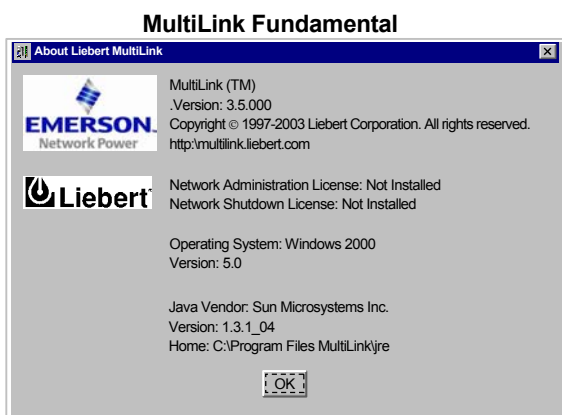 MultiLink Fundamental
About Liebert MultiLink
MultiLink (TM)
.Version: 3.5.000
Copyright © 1997-2003 Liebert Corporation. All rights reserved.
http:\multilink.liebert.com
EMERSON.
Network Power
Liebert
Network Administration License: Not Installed
Network Shutdown License: Not Installed
Operating System: Windows 2000
Version: 5.0
Java Vendor: Sun Microsystems Inc.
Version: 1.3.1_04
Home: C:\Program Files MultiLink\jre
OK